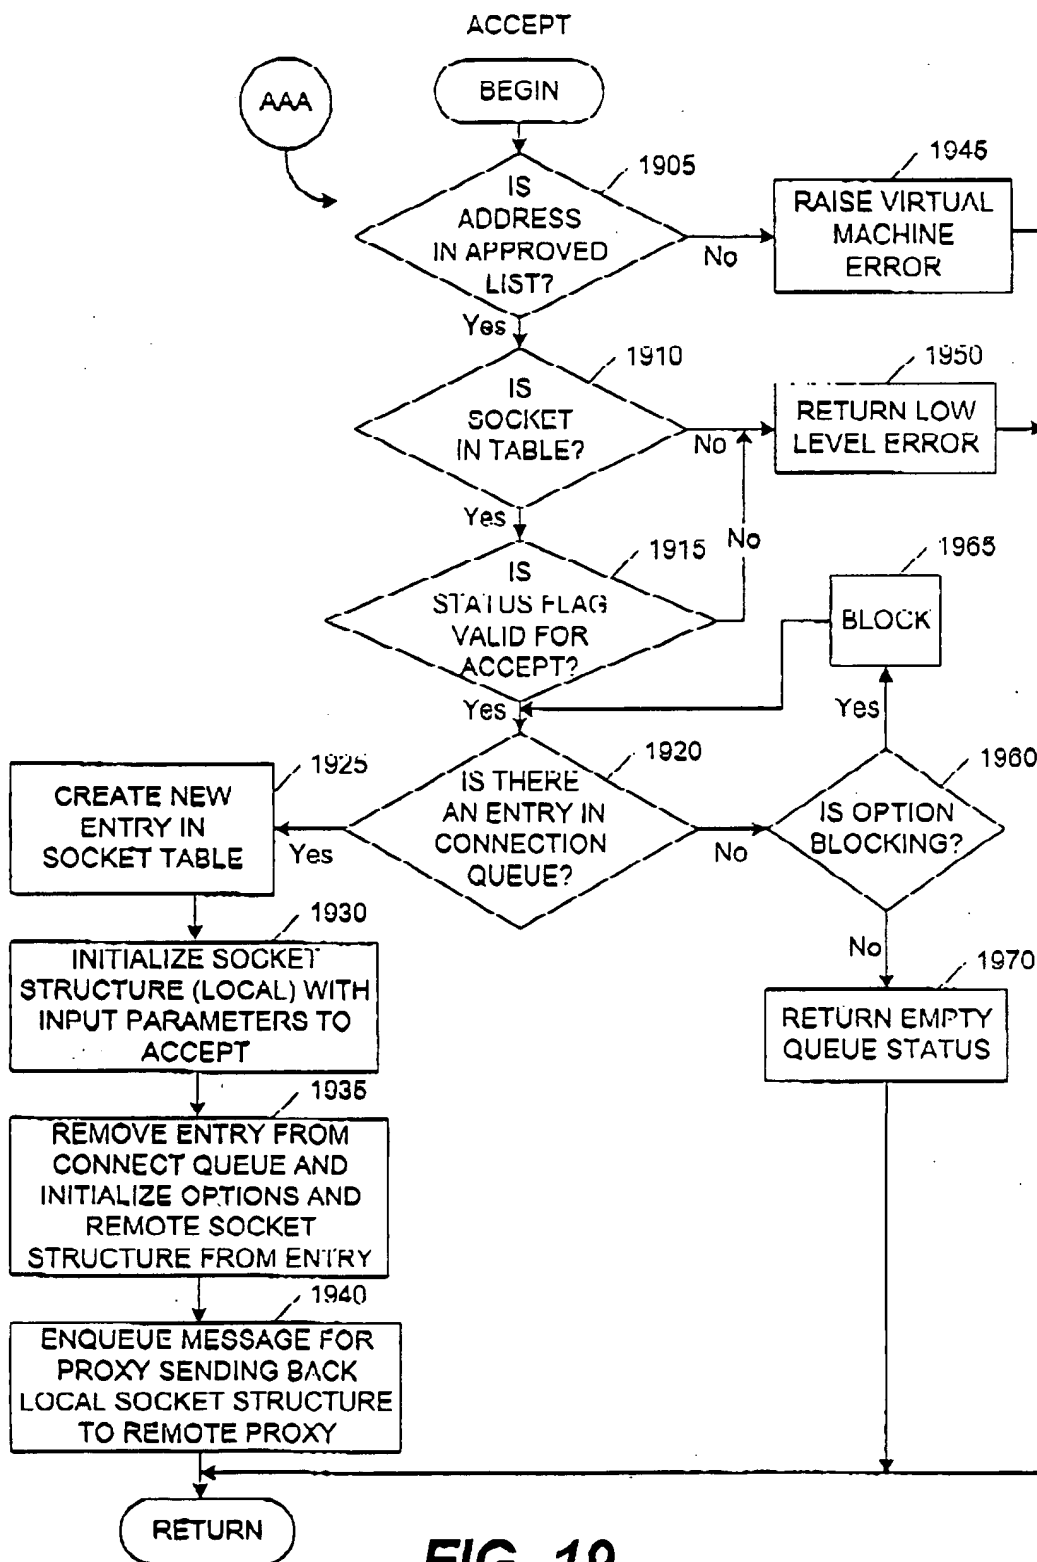 ACCEPT
AAA
BEGIN
1905
IS
ADDRESS
IN APPROVED
LIST?
No
1945
RAISE VIRTUAL
MACHINE
ERROR
Yes
1910
IS
SOCKET
IN TABLE?
No
1950
RETURN LOW
LEVEL ERROR
Yes
1915
IS
STATUS FLAG
VALID FOR
ACCEPT?
No
1965
BLOCK
Yes
Yes
1920
IS THERE
AN ENTRY IN
CONNECTION
QUEUE?
No
1960
IS OPTION
BLOCKING?
1925
CREATE NEW
ENTRY IN
SOCKET TABLE
Yes
No
1930
INITIALIZE SOCKET
STRUCTURE (LOCAL) WITH
INPUT PARAMETERS TO
ACCEPT
1970
RETURN EMPTY
QUEUE STATUS
1935
REMOVE ENTRY FROM
CONNECT QUEUE AND
INITIALIZE OPTIONS AND
REMOTE SOCKET
STRUCTURE FROM ENTRY
1940
ENQUEUE MESSAGE FOR
PROXY SENDING BACK
LOCAL SOCKET STRUCTURE
TO REMOTE PROXY
RETURN
FIG. 19